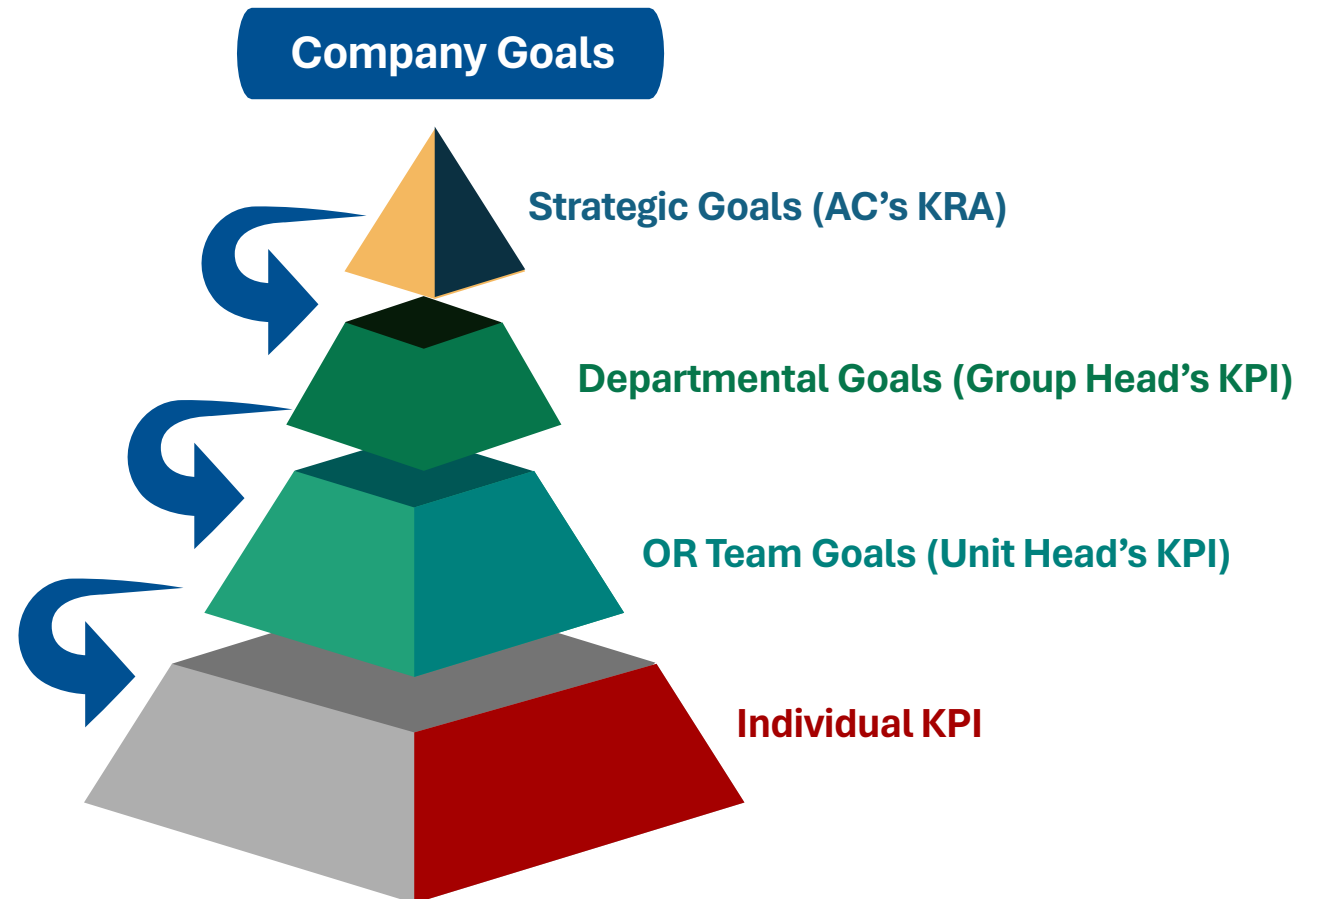 Company Goals
Strategic Goals (AC’s KRA)
Departmental Goals (Group Head’s KPI)
OR Team Goals (Unit Head’s KPI)
Individual KPI